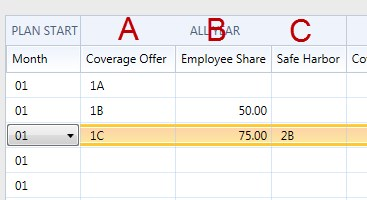 PLAN START A ALL YEAR B C
Month Coverage Offer Employee Share Safe Harbor Co
01 1A
01 1B 50.00
01 1C 75.00 2B
01
01